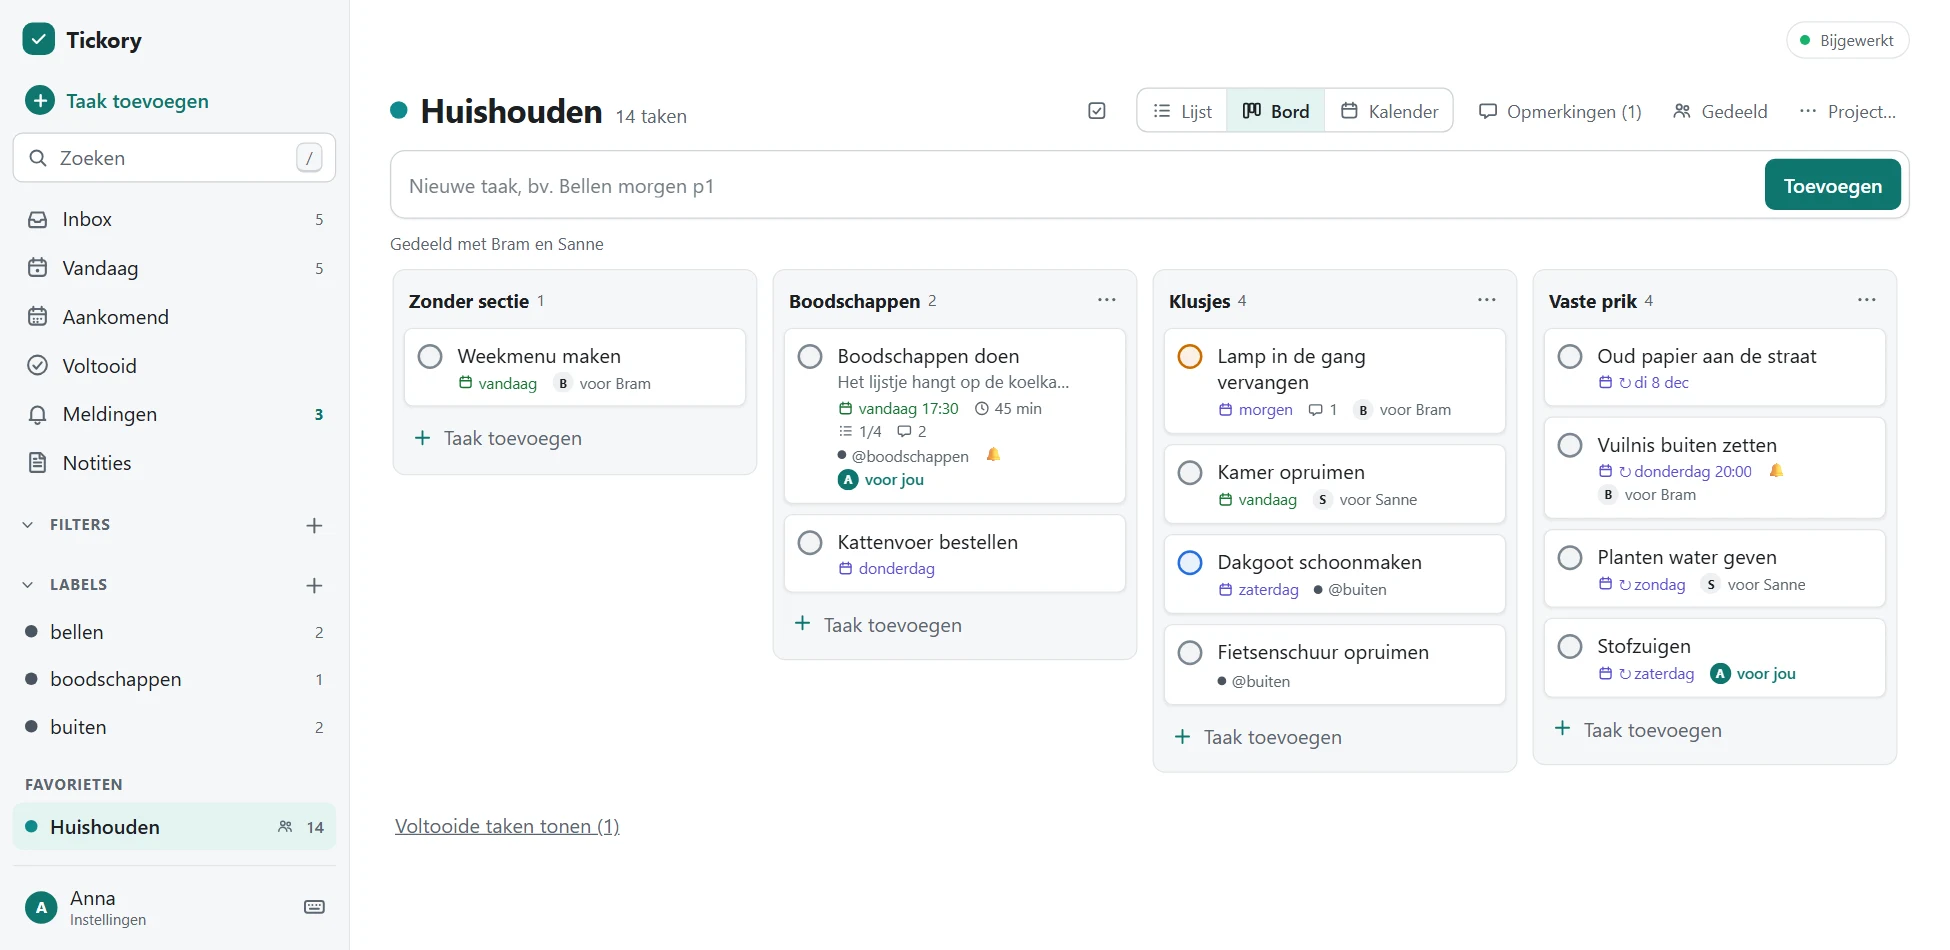 Tickory
Taak toevoegen
Zoeken /
Inbox 5
Vandaag 5
Aankomend
Voltooid
Meldingen 3
Notities
FILTERS
LABELS
bellen 2
boodschappen 1
buiten 2
FAVORIETEN
Huishouden 14
A Anna
Instellingen
Bijgewerkt
Huishouden 14 taken
Lijst Bord Kalender Opmerkingen (1) Gedeeld ··· Project...
Nieuwe taak, bv. Bellen morgen p1 Toevoegen
Gedeeld met Bram en Sanne
Zonder sectie 1
Weekmenu maken
vandaag B voor Bram
+ Taak toevoegen
Boodschappen 2 ···
Boodschappen doen
Het lijstje hangt op de koelka...
vandaag 17:30 45 min
1/4 2
@boodschappen 🔔
A voor jou
Kattenvoer bestellen
donderdag
+ Taak toevoegen
Klusjes 4 ···
Lamp in de gang
vervangen
morgen 1 B voor Bram
Kamer opruimen
vandaag S voor Sanne
Dakgoot schoonmaken
zaterdag @buiten
Fietsenschuur opruimen
@buiten
+ Taak toevoegen
Vaste prik 4 ···
Oud papier aan de straat
↻ di 8 dec
Vuilnis buiten zetten
↻ donderdag 20:00 🔔
B voor Bram
Planten water geven
↻ zondag S voor Sanne
Stofzuigen
↻ zaterdag A voor jou
+ Taak toevoegen
Voltooide taken tonen (1)